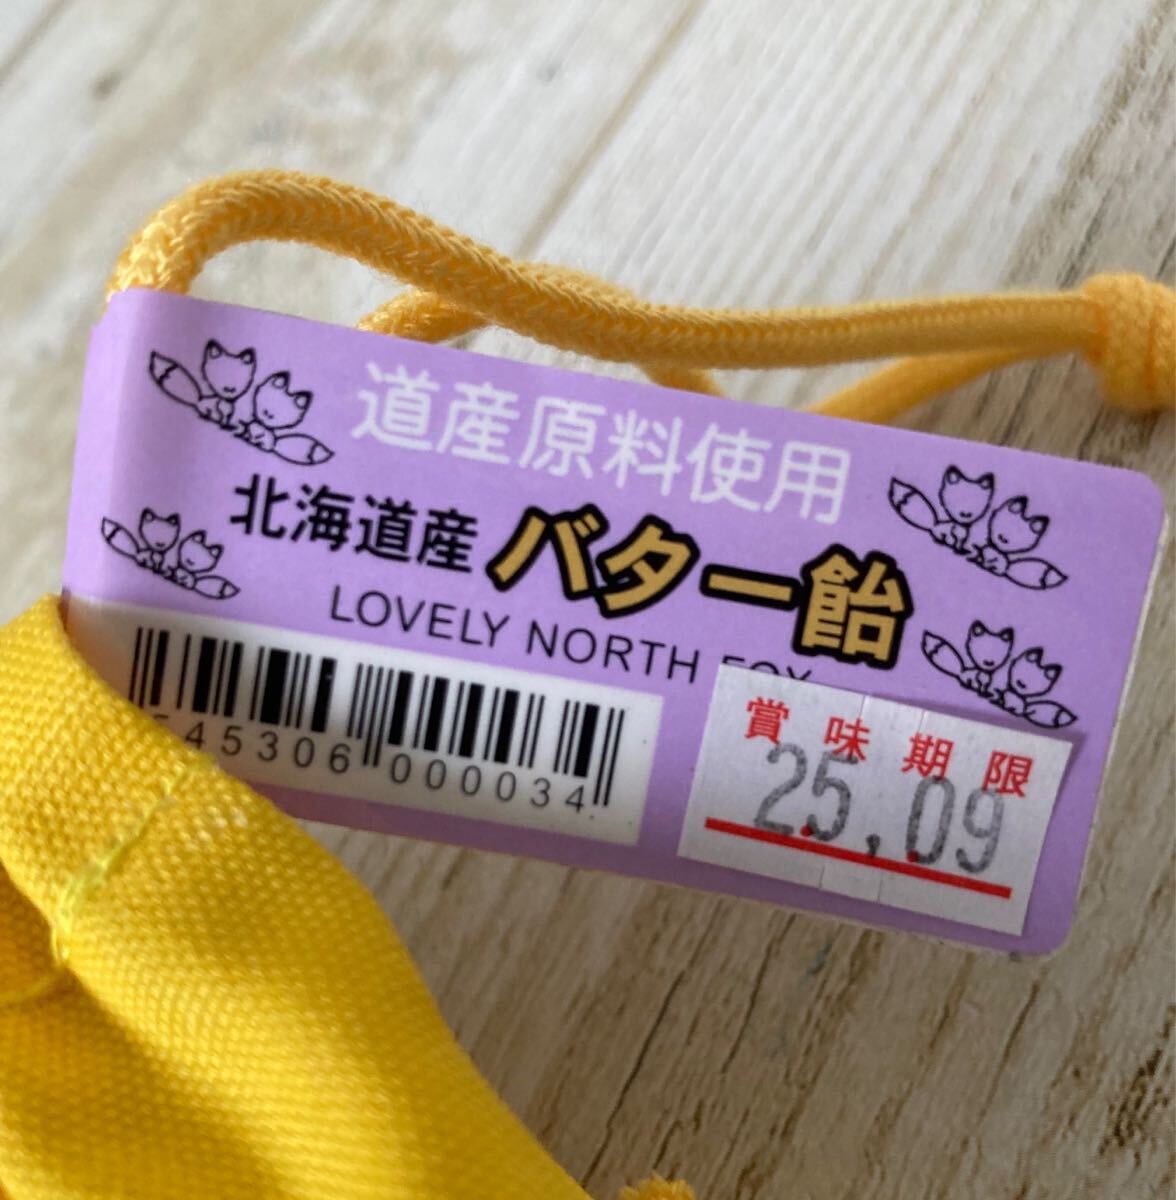 道産原料使用
北海道産 バター飴
LOVELY NORTH FOX
45306 000034
賞味期限
25.09